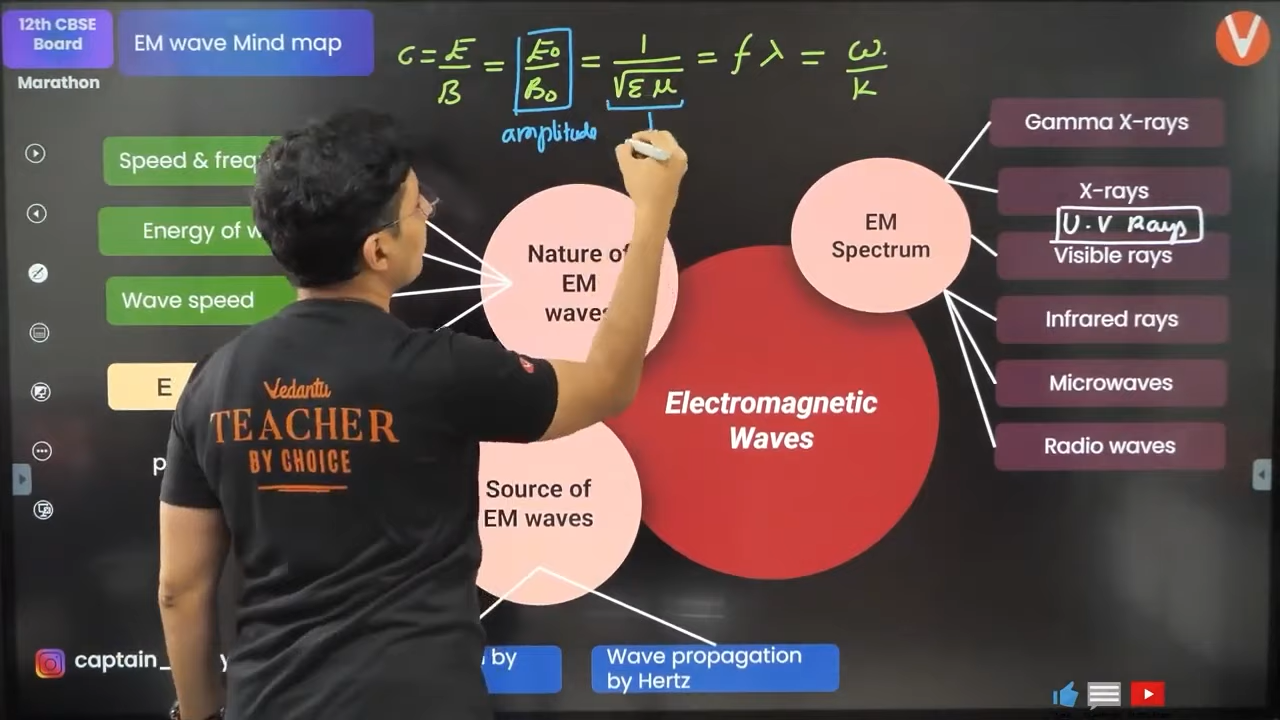 12th CBSE
Board
Marathon
EM wave Mind map
c = E/B = E₀/B₀ = 1/√εμ = fλ = ω/k
amplitude
Speed & freq
Energy of w
Wave speed
E
p
Nature of
EM
waves
EM
Spectrum
Gamma X-rays
X-rays
U.V Rays
Visible rays
Infrared rays
Microwaves
Radio waves
Electromagnetic
Waves
Source of
EM waves
Vedantu
TEACHER
BY CHOICE
captain_
y
by
Wave propagation
by Hertz